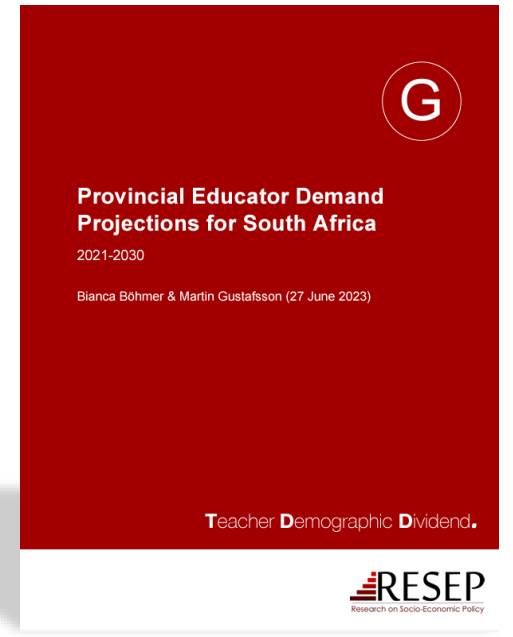 G
Provincial Educator Demand
Projections for South Africa
2021-2030
Bianca Böhmer & Martin Gustafsson (27 June 2023)
Teacher Demographic Dividend.
RESEP
Research on Socio-Economic Policy